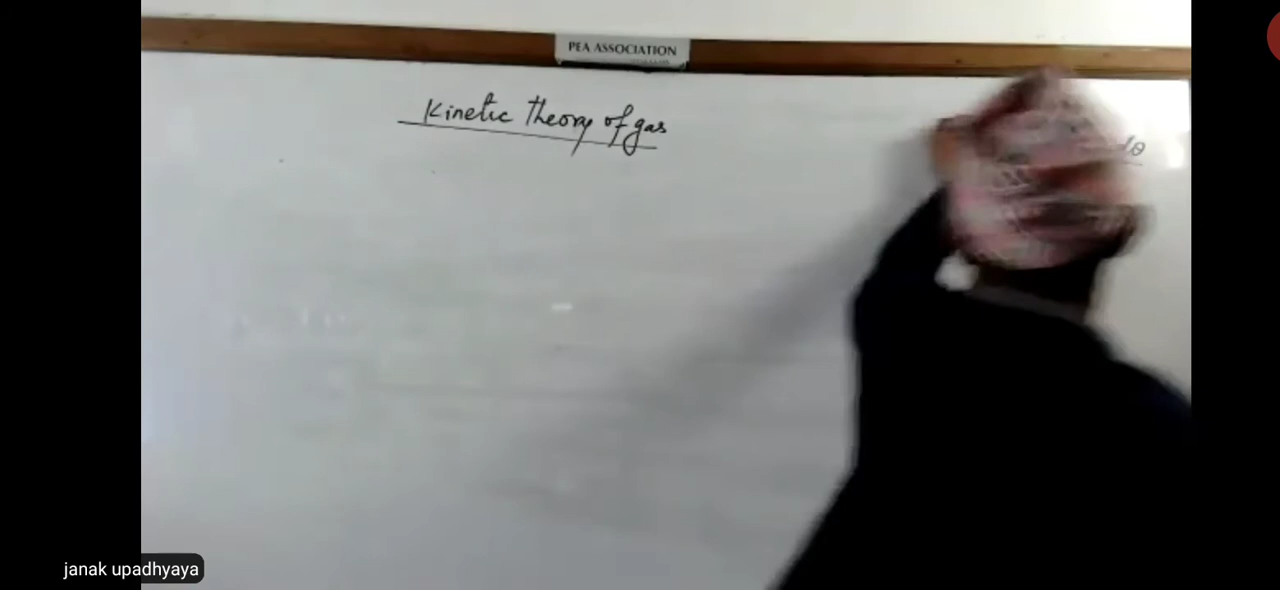 PEA ASSOCIATION
Kinetic theory of gas
janak upadhyaya